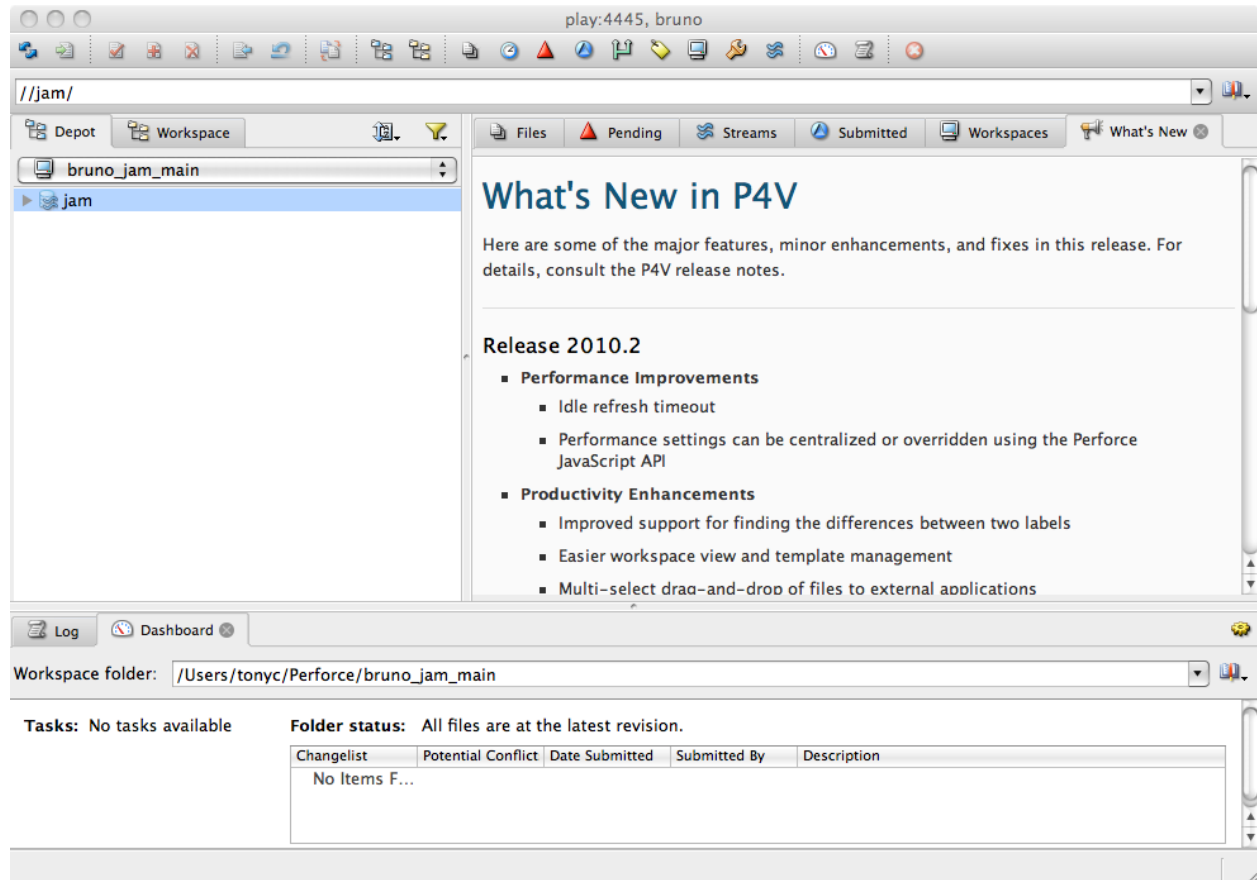 play:4445, bruno
//jam/
Depot Workspace
Files Pending Streams Submitted Workspaces What's New
bruno_jam_main
jam
What's New in P4V
Here are some of the major features, minor enhancements, and fixes in this release. For
details, consult the P4V release notes.
Release 2010.2
Performance Improvements
Idle refresh timeout
Performance settings can be centralized or overridden using the Perforce
JavaScript API
Productivity Enhancements
Improved support for finding the differences between two labels
Easier workspace view and template management
Multi-select drag-and-drop of files to external applications
Log Dashboard
Workspace folder: /Users/tonyc/Perforce/bruno_jam_main
Tasks: No tasks available Folder status: All files are at the latest revision.
Changelist Potential Conflict Date Submitted Submitted By Description
No Items F...